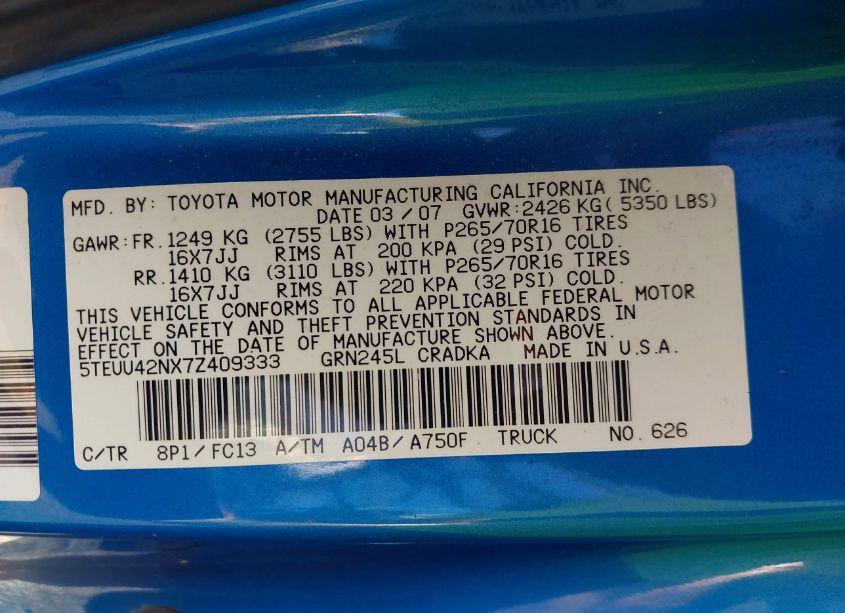 MFD. BY: TOYOTA MOTOR MANUFACTURING CALIFORNIA INC.
DATE 03 / 07 GVWR:2426 KG( 5350 LBS)
GAWR:FR. 1249 KG (2755 LBS) WITH P265/70R16 TIRES
16X7JJ RIMS AT 200 KPA (29 PSI) COLD.
RR. 1410 KG (3110 LBS) WITH P265/70R16 TIRES
16X7JJ RIMS AT 220 KPA (32 PSI) COLD.
THIS VEHICLE CONFORMS TO ALL APPLICABLE FEDERAL MOTOR
VEHICLE SAFETY AND THEFT PREVENTION STANDARDS IN
EFFECT ON THE DATE OF MANUFACTURE SHOWN ABOVE.
5TEUU42NX7Z409333 GRN245L CRADKA MADE IN U.S.A.
C/TR 8P1/FC13 A/TM A04B/A750F TRUCK NO. 626